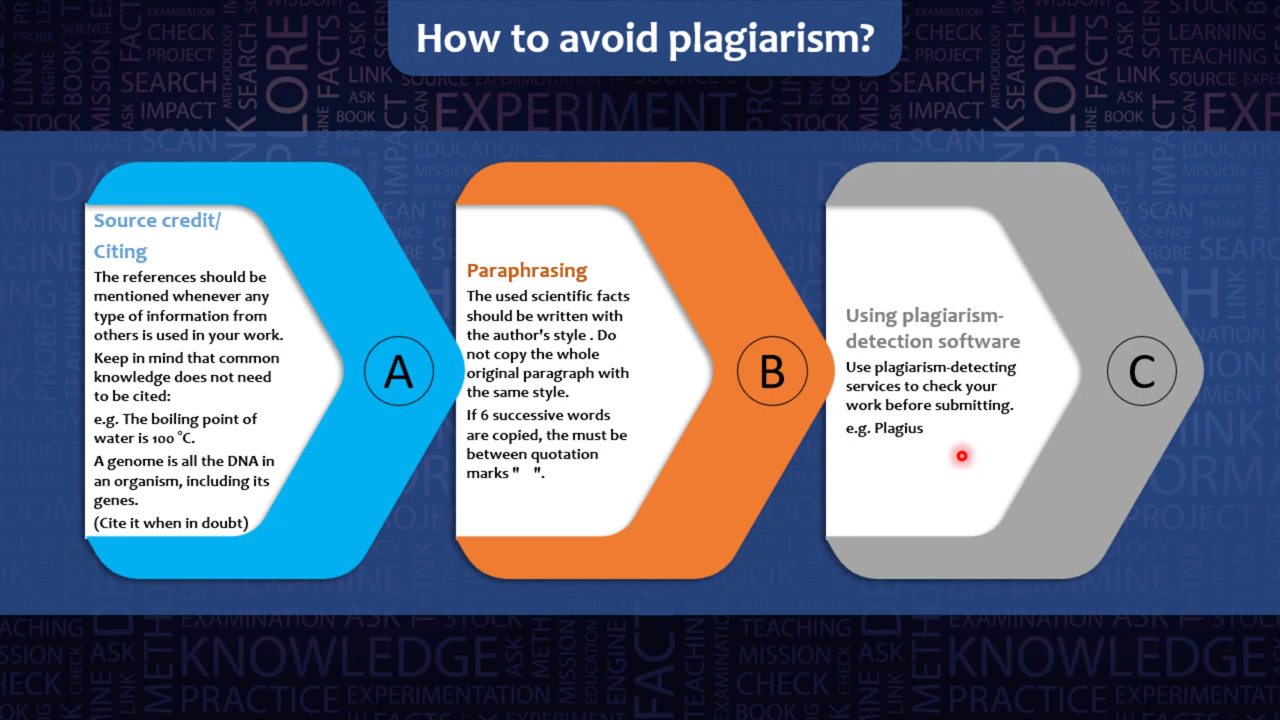 How to avoid plagiarism?
Source credit/
Citing
The references should be
mentioned whenever any
type of information from
others is used in your work.
Keep in mind that common
knowledge does not need
to be cited:
e.g. The boiling point of
water is 100 °C.
A genome is all the DNA in
an organism, including its
genes.
(Cite it when in doubt)
A
Paraphrasing
The used scientific facts
should be written with
the author's style . Do
not copy the whole
original paragraph with
the same style.
If 6 successive words
are copied, the must be
between quotation
marks "   ".
B
Using plagiarism-
detection software
Use plagiarism-detecting
services to check your
work before submitting.
e.g. Plagius
C
EXPERIMENT
KNOWLEDGE
PRACTICE EXPERIMENTATION